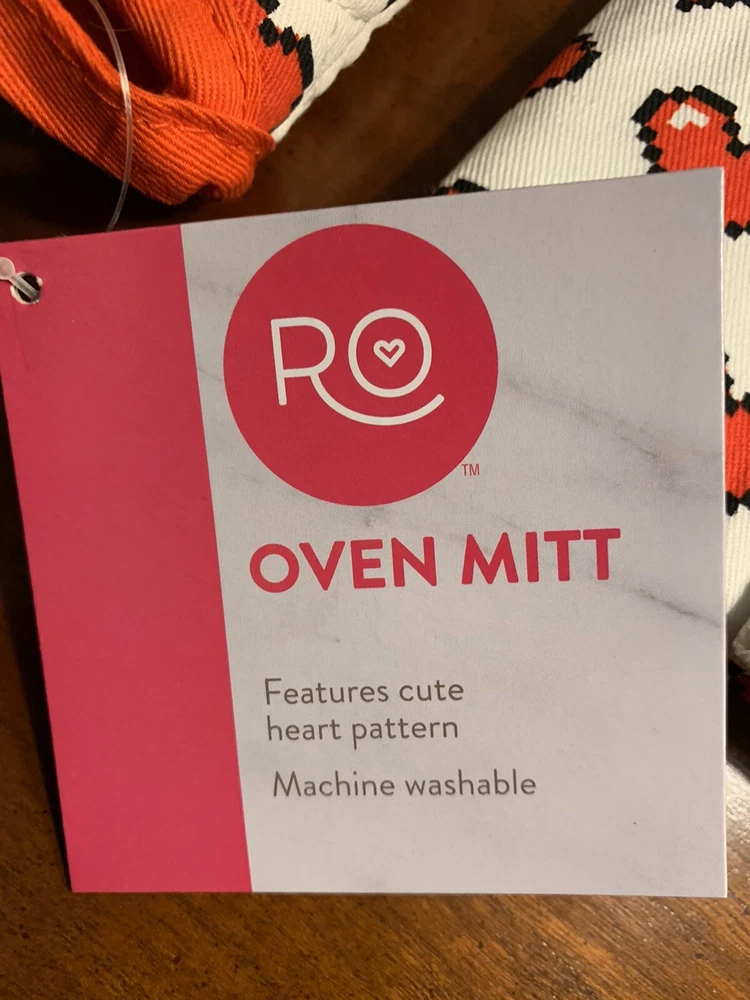 RO
TM
OVEN MITT
Features cute
heart pattern
Machine washable